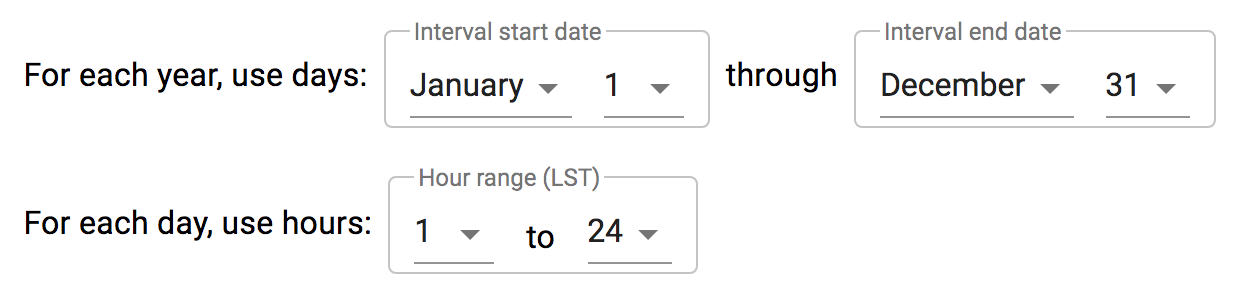 Interval start date Interval end date
For each year, use days: January 1 through December 31
Hour range (LST)
For each day, use hours: 1 to 24